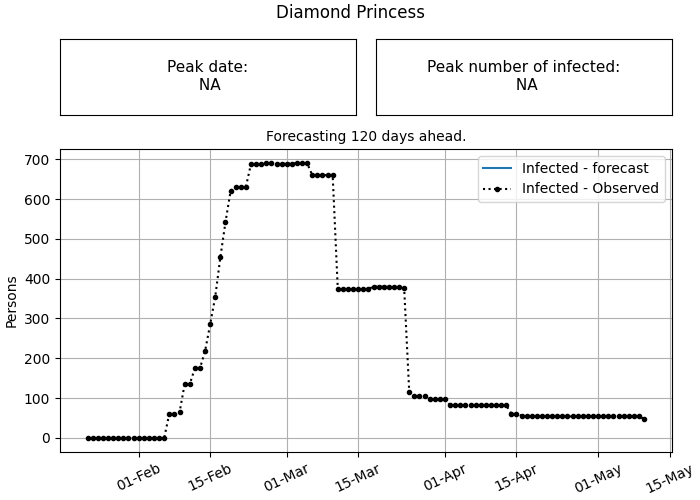 Diamond Princess
Peak date:
NA
Peak number of infected:
NA
Forecasting 120 days ahead.
Infected - forecast
Infected - Observed
Persons
700
600
500
400
300
200
100
0
01-Feb
15-Feb
01-Mar
15-Mar
01-Apr
15-Apr
01-May
15-May